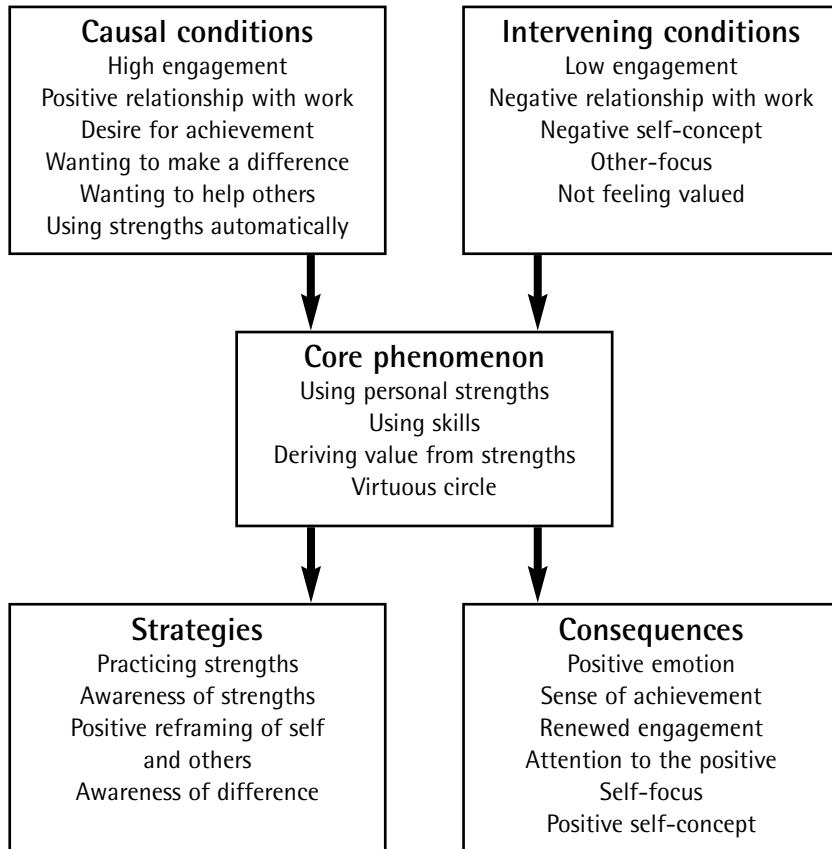 Causal conditions
High engagement
Positive relationship with work
Desire for achievement
Wanting to make a difference
Wanting to help others
Using strengths automatically
Intervening conditions
Low engagement
Negative relationship with work
Negative self-concept
Other-focus
Not feeling valued
Core phenomenon
Using personal strengths
Using skills
Deriving value from strengths
Virtuous circle
Strategies
Practicing strengths
Awareness of strengths
Positive reframing of self
and others
Awareness of difference
Consequences
Positive emotion
Sense of achievement
Renewed engagement
Attention to the positive
Self-focus
Positive self-concept